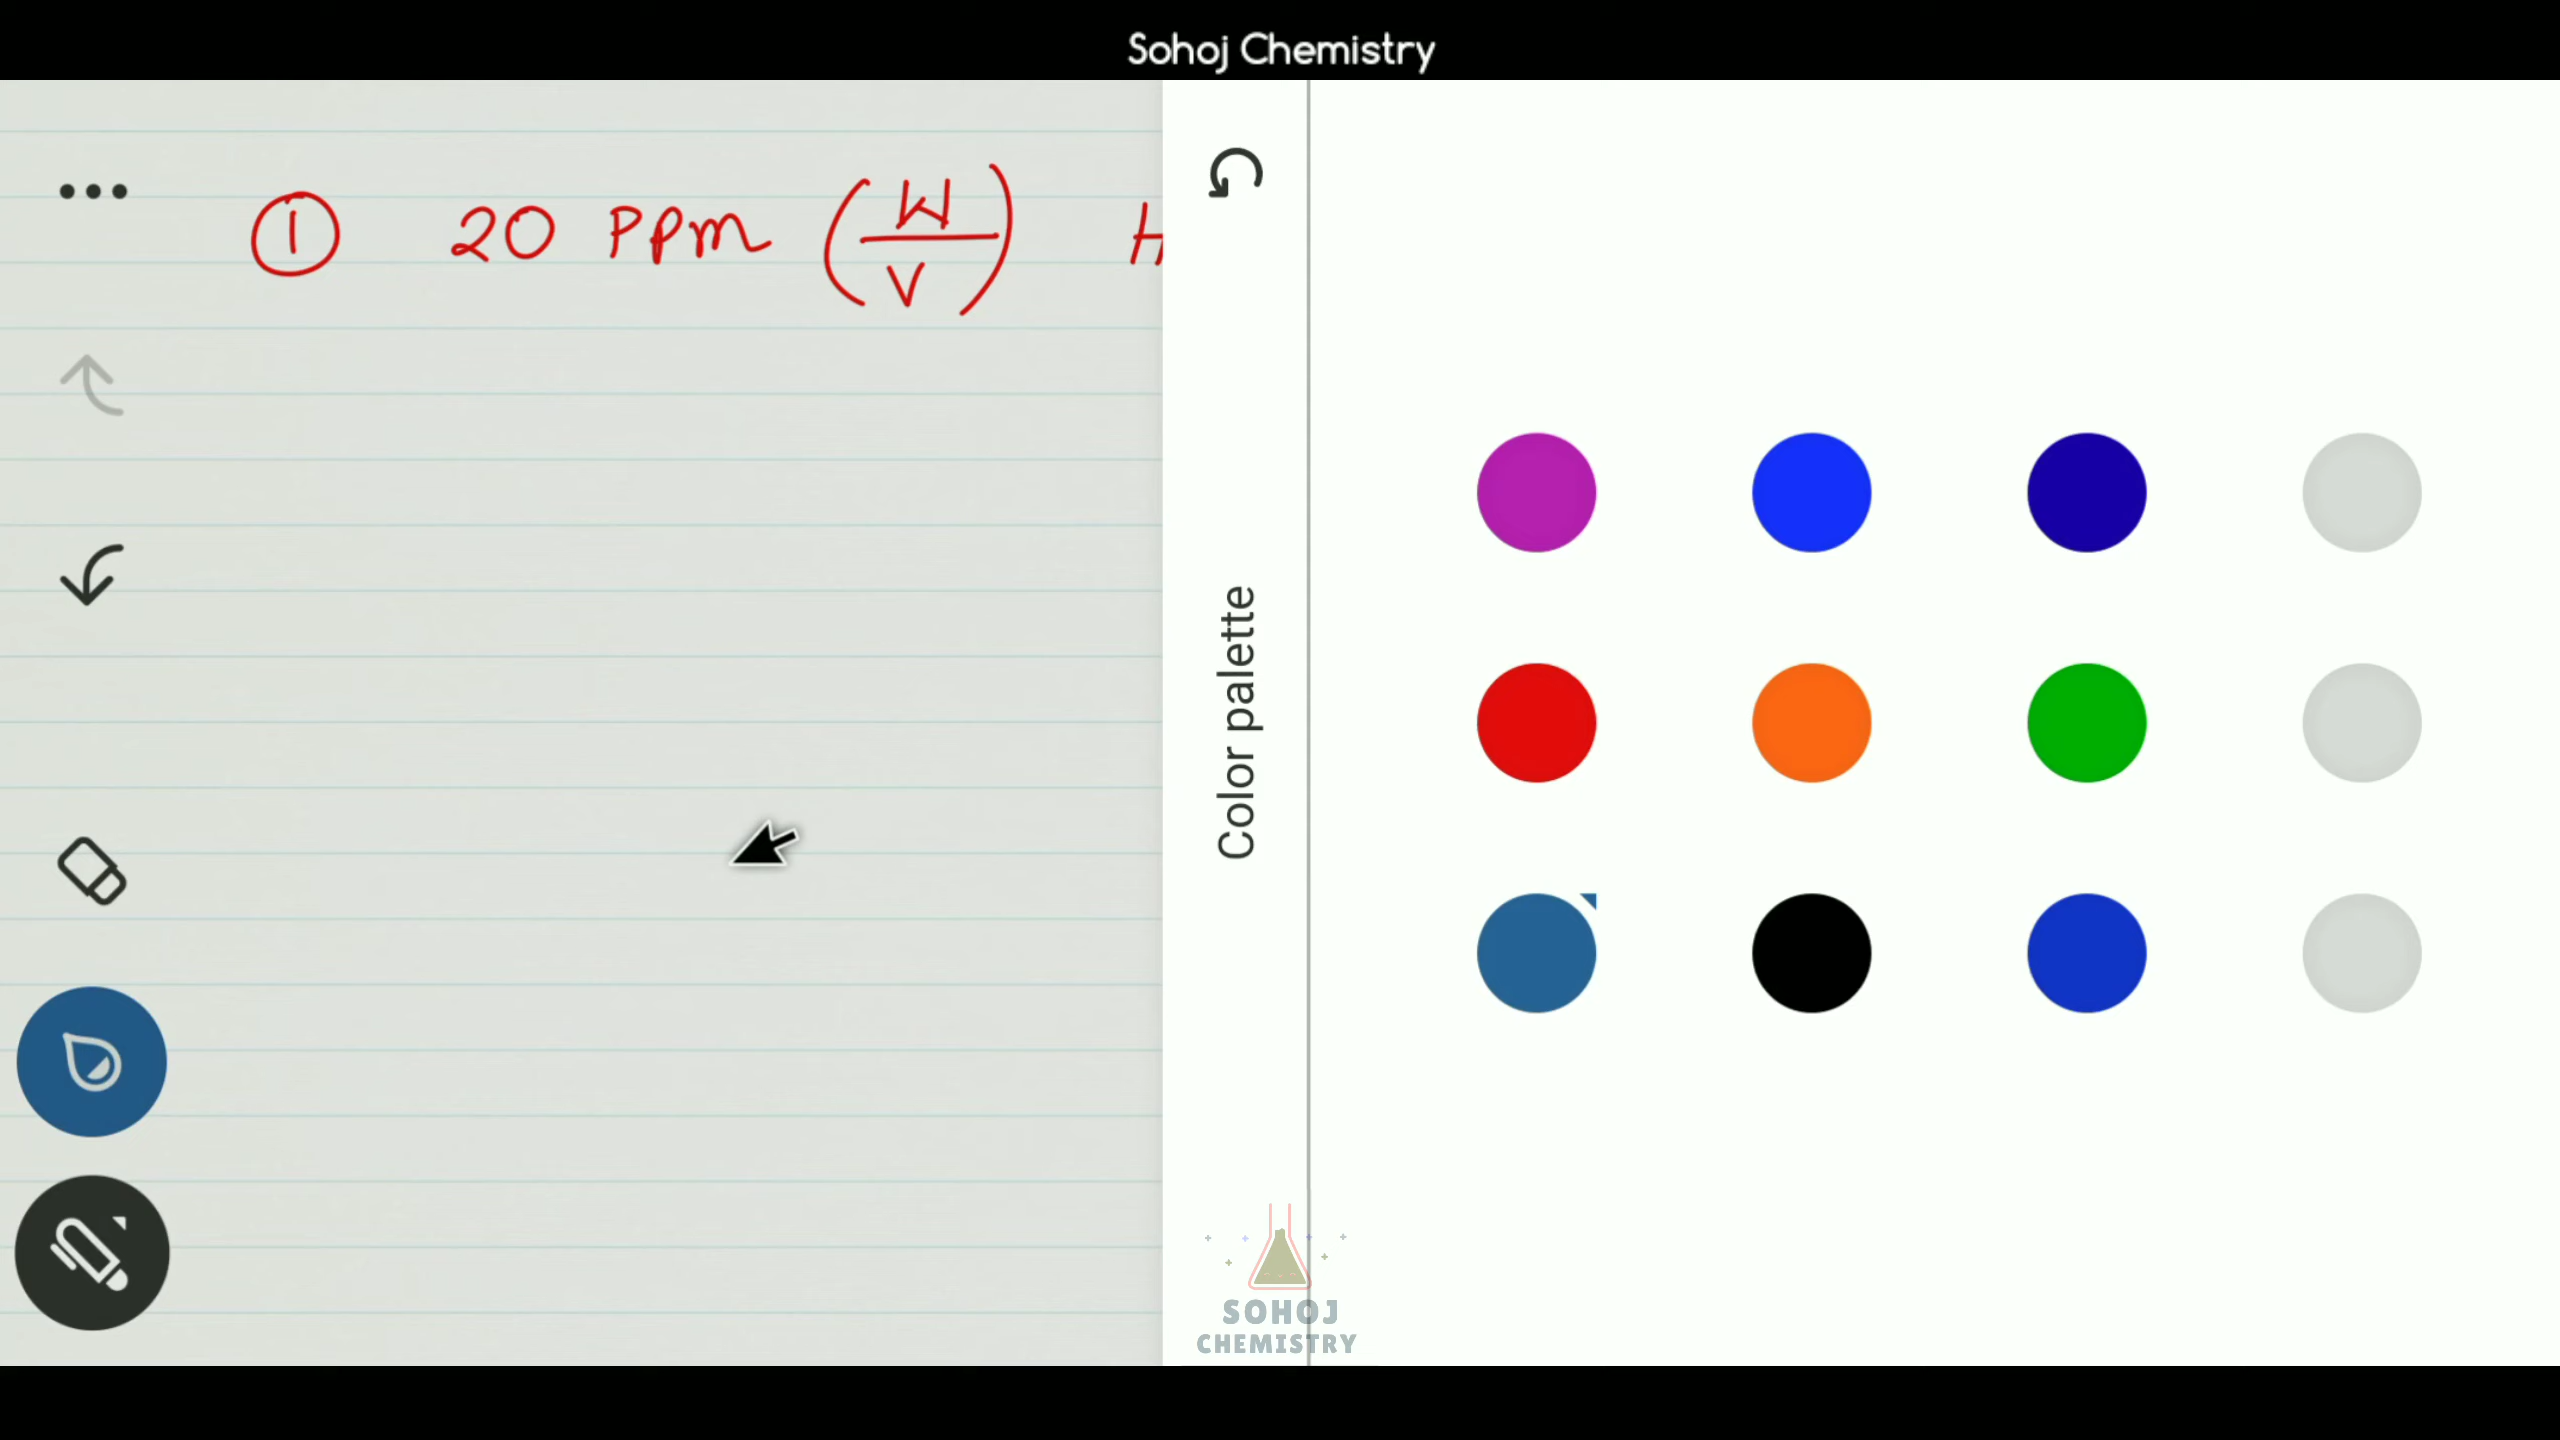 Sohoj Chemistry
① 20 PPm (W/V) H
Color palette
SOHOJ
CHEMISTRY